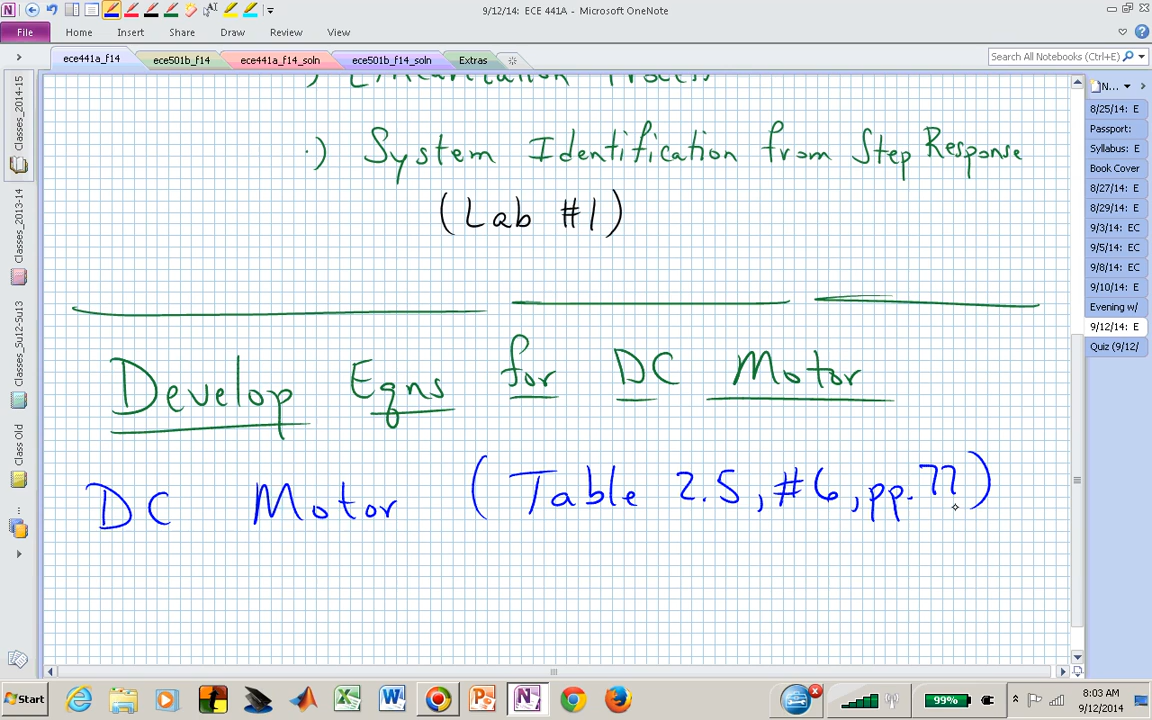 9/12/14: ECE 441A - Microsoft OneNote
File Home Insert Share Draw Review View
ece441a_f14 ece501b_f14 ece441a_f14_soln ece501b_f14_soln Extras
Search All Notebooks (Ctrl+E)
N...
Classes_2014-15
Classes_2013-14
Classes_Su12-Su13
Class Old
) Linearization Process
.) System Identification from Step Response
(Lab #1)
Develop Eqns for DC Motor
DC Motor (Table 2.5, #6, pp. 77)
8/25/14: E
Passport:
Syllabus: E
Book Cover
8/27/14: E
8/29/14: E
9/3/14: EC
9/5/14: EC
9/8/14: EC
9/10/14: E
Evening w/
9/12/14: E
Quiz (9/12/
Start
99%
8:03 AM
9/12/2014